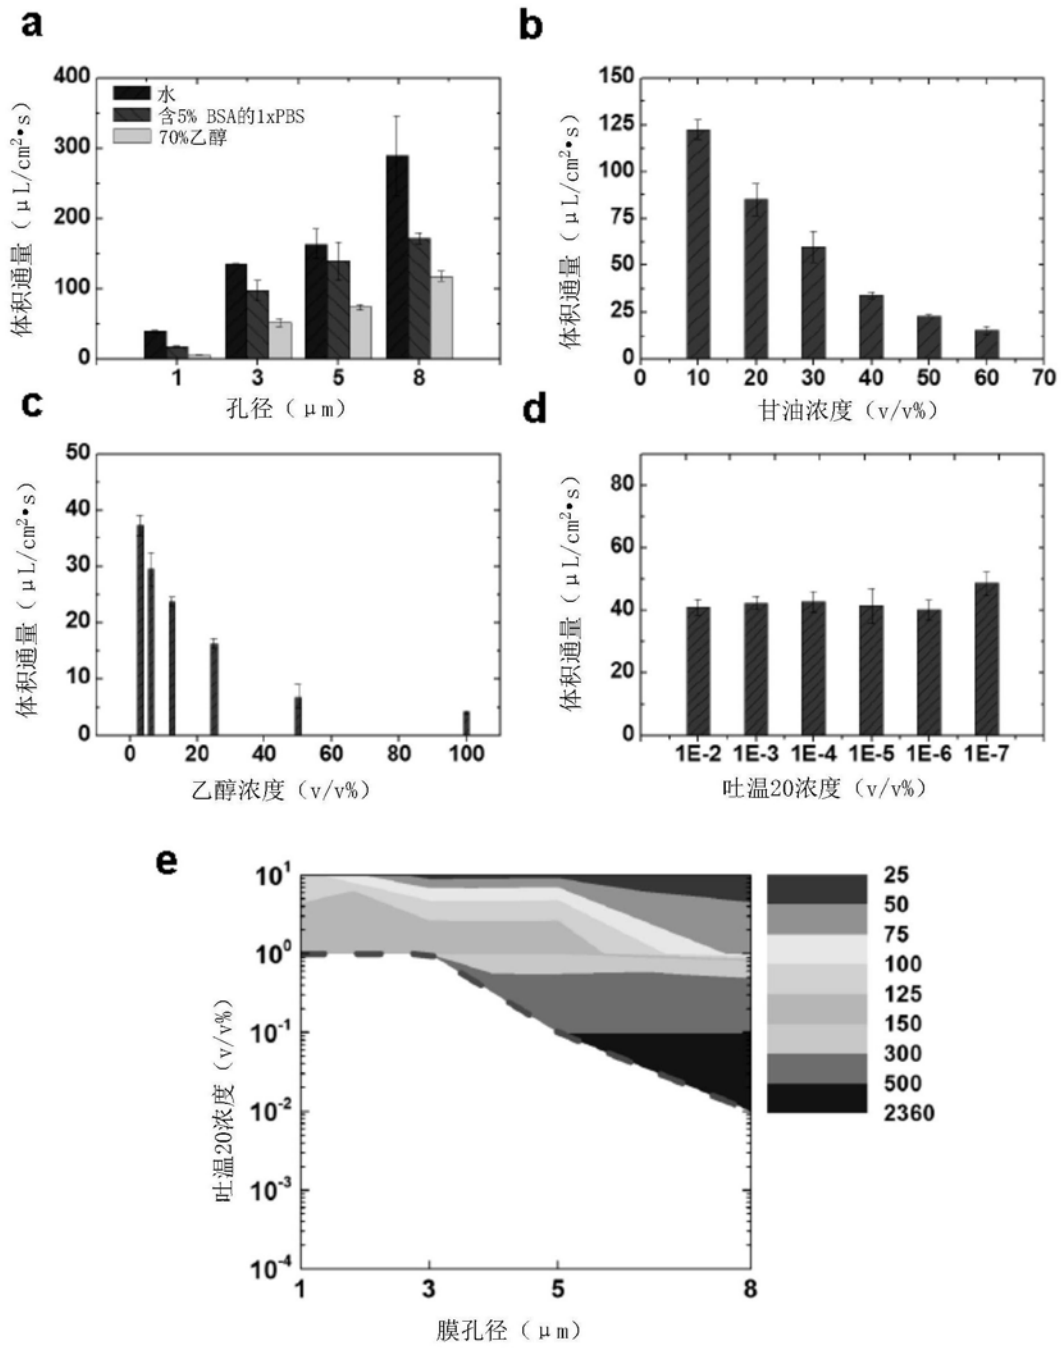 a
400
300
200
100
0
体积通量（μL/cm²•s）
水
含5% BSA的1xPBS
70%乙醇
1 3 5 8
孔径（μm）
b
150
125
100
75
50
25
0
体积通量（μL/cm²•s）
0 10 20 30 40 50 60 70
甘油浓度（v/v%）
c
50
40
30
20
10
0
体积通量（μL/cm²•s）
0 20 40 60 80 100
乙醇浓度（v/v%）
d
80
60
40
20
0
体积通量（μL/cm²•s）
1E-2 1E-3 1E-4 1E-5 1E-6 1E-7
吐温20浓度（v/v%）
e
10¹
10⁰
10⁻¹
10⁻²
10⁻³
10⁻⁴
吐温20浓度（v/v%）
1 3 5 8
膜孔径（μm）
25
50
75
100
125
150
300
500
2360